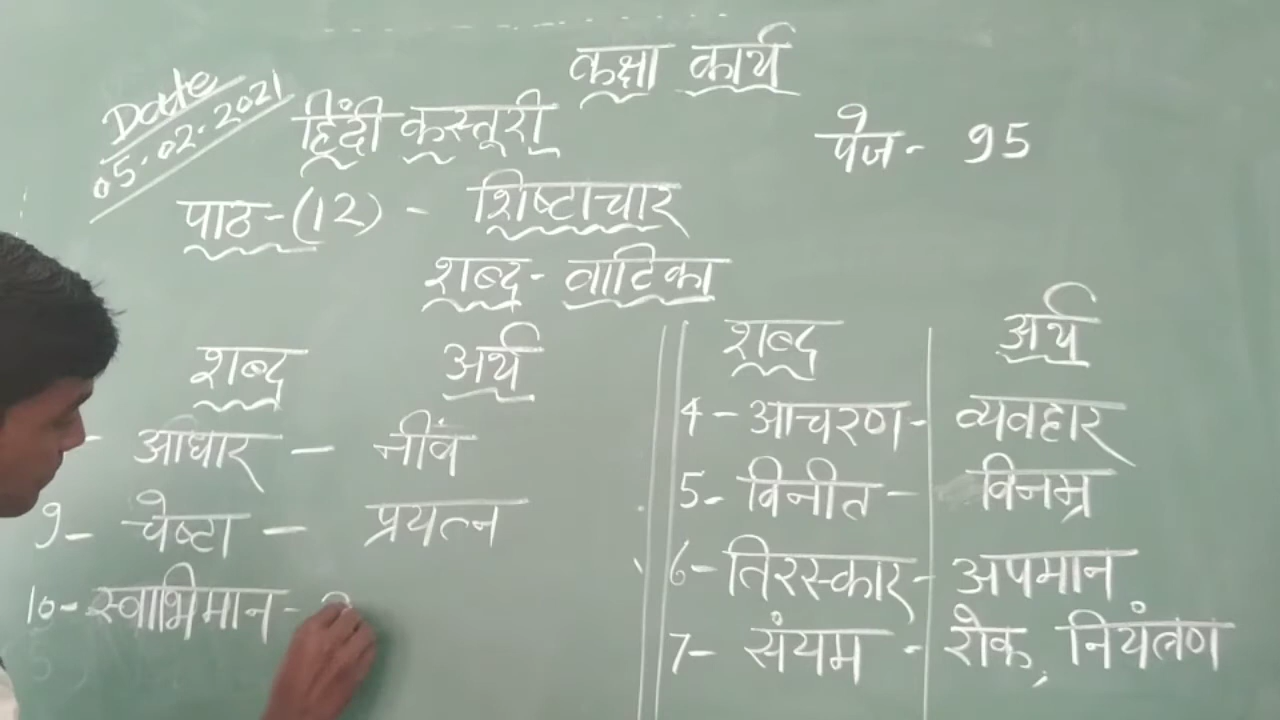 कक्षा कार्य
Date
05.02.2021
हिंदी कस्तूरी
पेज - 95
पाठ-(12) - शिष्टाचार
शब्द - वाटिका
शब्द अर्थ
- आधार - नींव
9- चेष्टा - प्रयत्न
10- स्वाभिमान -
शब्द अर्थ
4- आचरण - व्यवहार
5- विनीत - विनम्र
6- तिरस्कार - अपमान
7- संयम - रोक, नियंत्रण